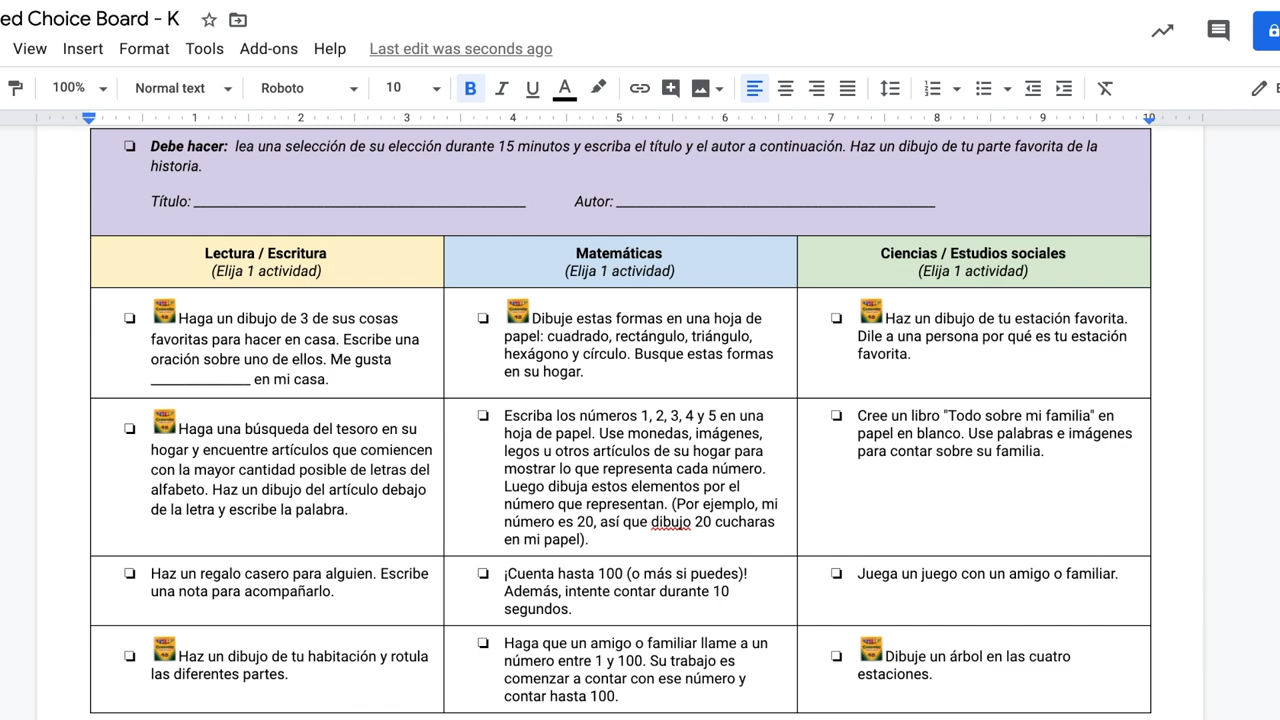 ed Choice Board - K
View Insert Format Tools Add-ons Help Last edit was seconds ago
100% Normal text Roboto 10 B I U A
1 2 3 4 5 6 7 8 9 10
Debe hacer: lea una selección de su elección durante 15 minutos y escriba el título y el autor a continuación. Haz un dibujo de tu parte favorita de la
historia.
Título: ________________________________________ Autor: ________________________________________
Lectura / Escritura
(Elija 1 actividad)
Matemáticas
(Elija 1 actividad)
Ciencias / Estudios sociales
(Elija 1 actividad)
Haga un dibujo de 3 de sus cosas
favoritas para hacer en casa. Escribe una
oración sobre uno de ellos. Me gusta
______________ en mi casa.
Dibuje estas formas en una hoja de
papel: cuadrado, rectángulo, triángulo,
hexágono y círculo. Busque estas formas
en su hogar.
Haz un dibujo de tu estación favorita.
Dile a una persona por qué es tu estación
favorita.
Haga una búsqueda del tesoro en su
hogar y encuentre artículos que comiencen
con la mayor cantidad posible de letras del
alfabeto. Haz un dibujo del artículo debajo
de la letra y escribe la palabra.
Escriba los números 1, 2, 3, 4 y 5 en una
hoja de papel. Use monedas, imágenes,
legos u otros artículos de su hogar para
mostrar lo que representa cada número.
Luego dibuja estos elementos por el
número que representan. (Por ejemplo, mi
número es 20, así que dibujo 20 cucharas
en mi papel).
Cree un libro "Todo sobre mi familia" en
papel en blanco. Use palabras e imágenes
para contar sobre su familia.
Haz un regalo casero para alguien. Escribe
una nota para acompañarlo.
¡Cuenta hasta 100 (o más si puedes)!
Además, intente contar durante 10
segundos.
Juega un juego con un amigo o familiar.
Haz un dibujo de tu habitación y rotula
las diferentes partes.
Haga que un amigo o familiar llame a un
número entre 1 y 100. Su trabajo es
comenzar a contar con ese número y
contar hasta 100.
Dibuje un árbol en las cuatro
estaciones.